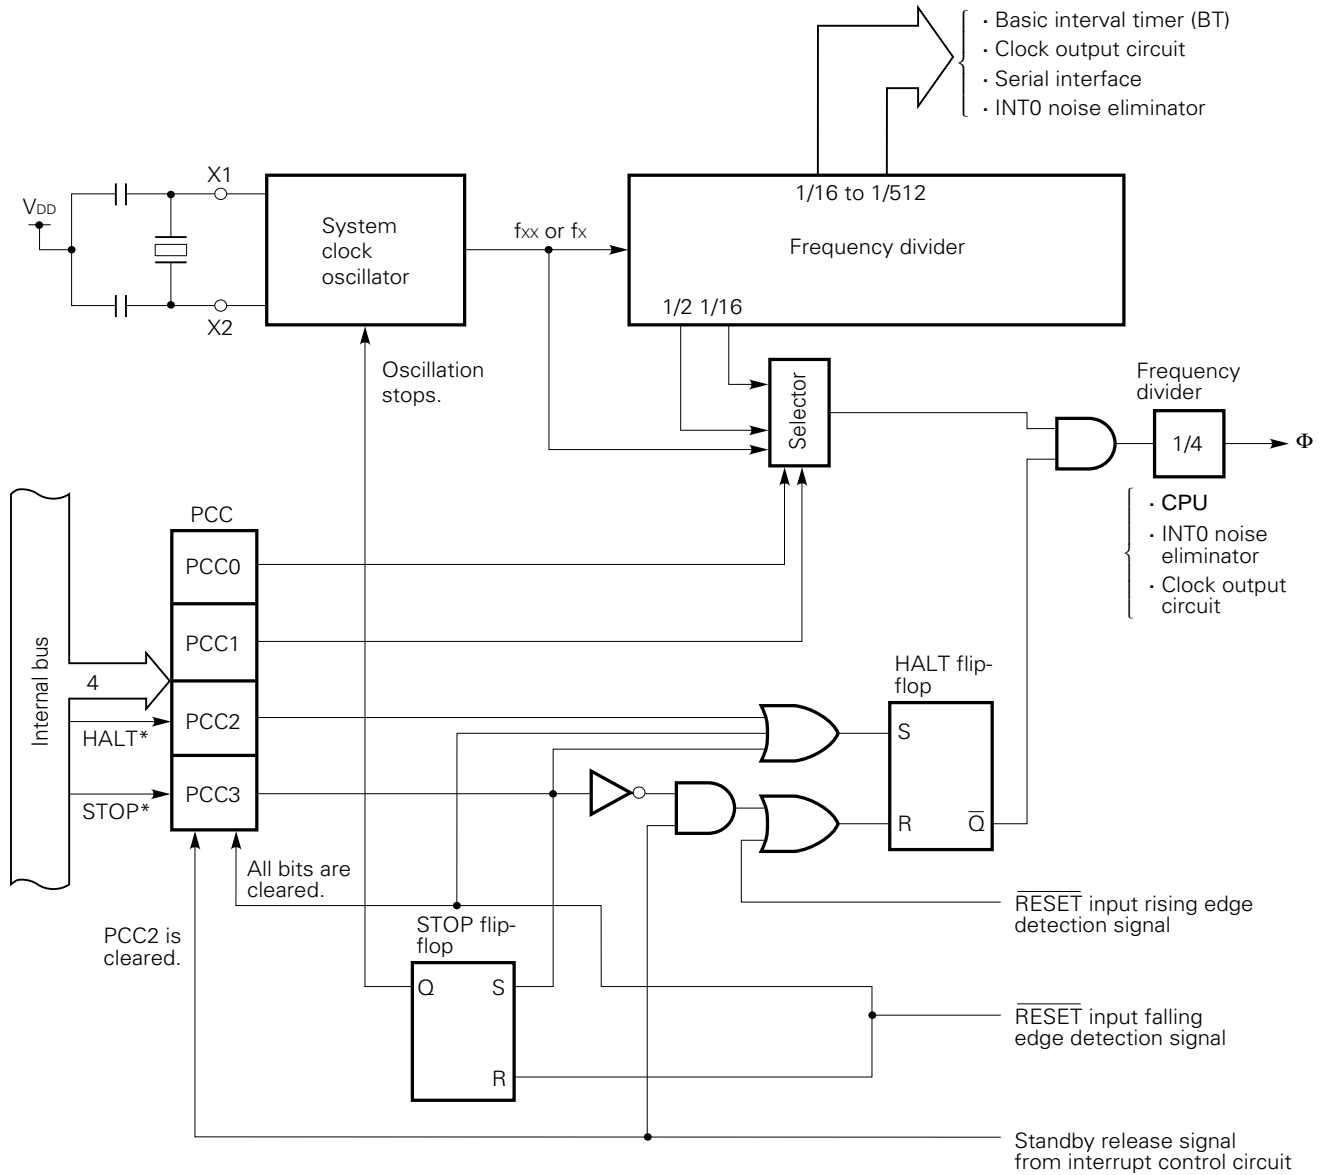 · Basic interval timer (BT)
· Clock output circuit
· Serial interface
· INT0 noise eliminator
X1
VDD
X2
System
clock
oscillator
fXX or fX
1/16 to 1/512
Frequency divider
1/2 1/16
Oscillation
stops.
Selector
Frequency
divider
1/4
Φ
· CPU
· INT0 noise
eliminator
· Clock output
circuit
PCC
PCC0
PCC1
PCC2
PCC3
Internal bus
4
HALT*
STOP*
HALT flip-
flop
S
R
Q̅
All bits are
cleared.
PCC2 is
cleared.
STOP flip-
flop
Q
S
R
R̅E̅S̅E̅T̅ input rising edge
detection signal
R̅E̅S̅E̅T̅ input falling
edge detection signal
Standby release signal
from interrupt control circuit